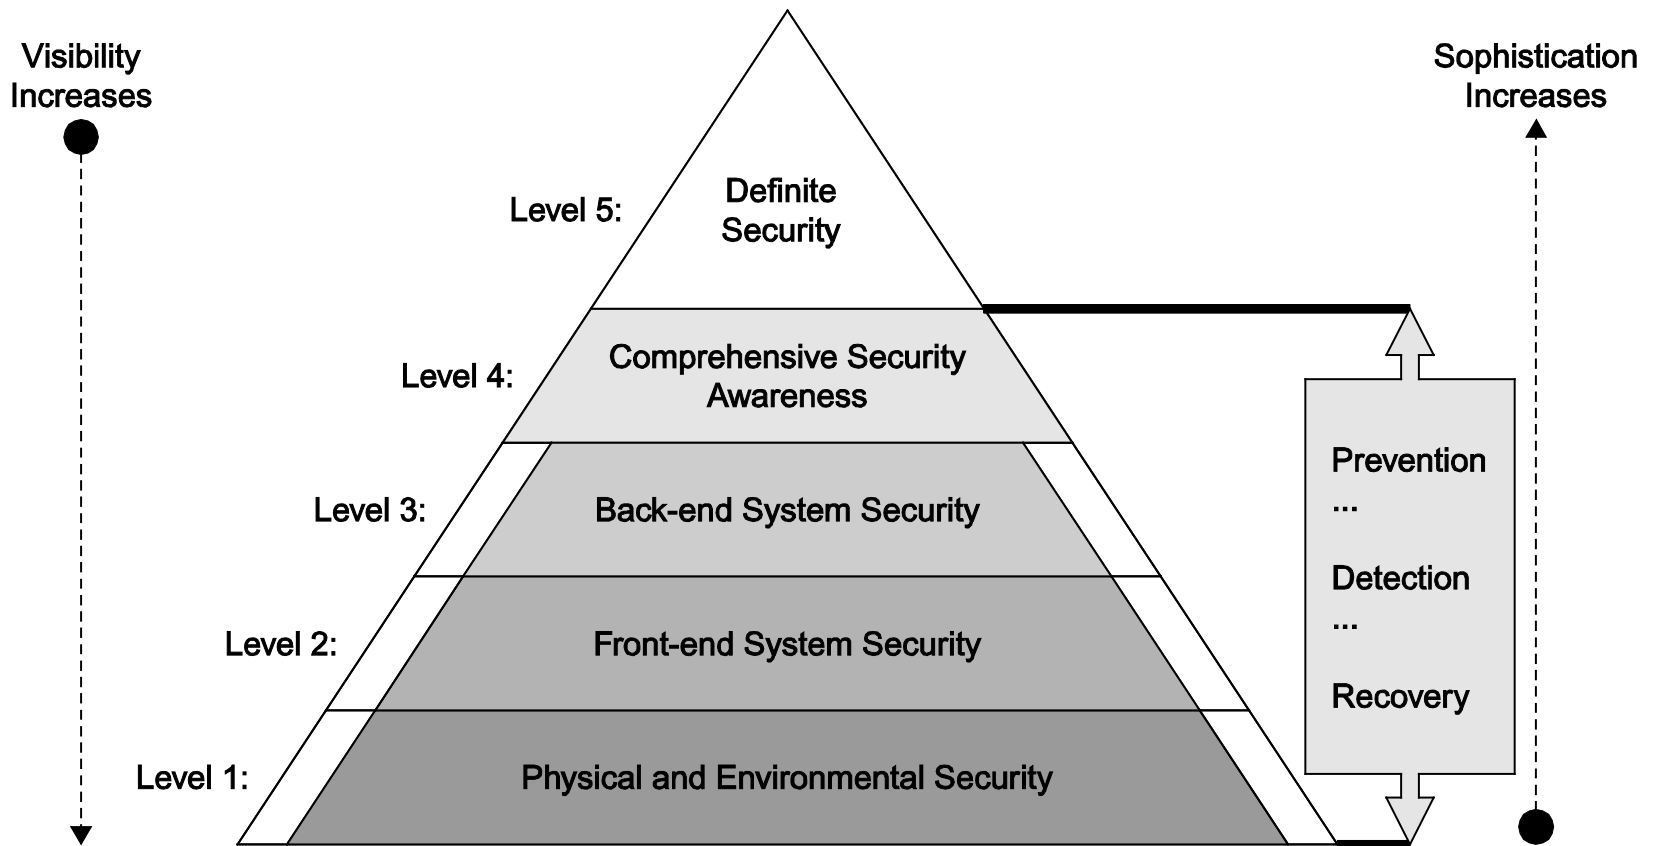 Visibility
Increases
Sophistication
Increases
Level 5:
Definite
Security
Level 4:
Comprehensive Security
Awareness
Level 3:
Back-end System Security
Level 2:
Front-end System Security
Level 1:
Physical and Environmental Security
Prevention
...
Detection
...
Recovery